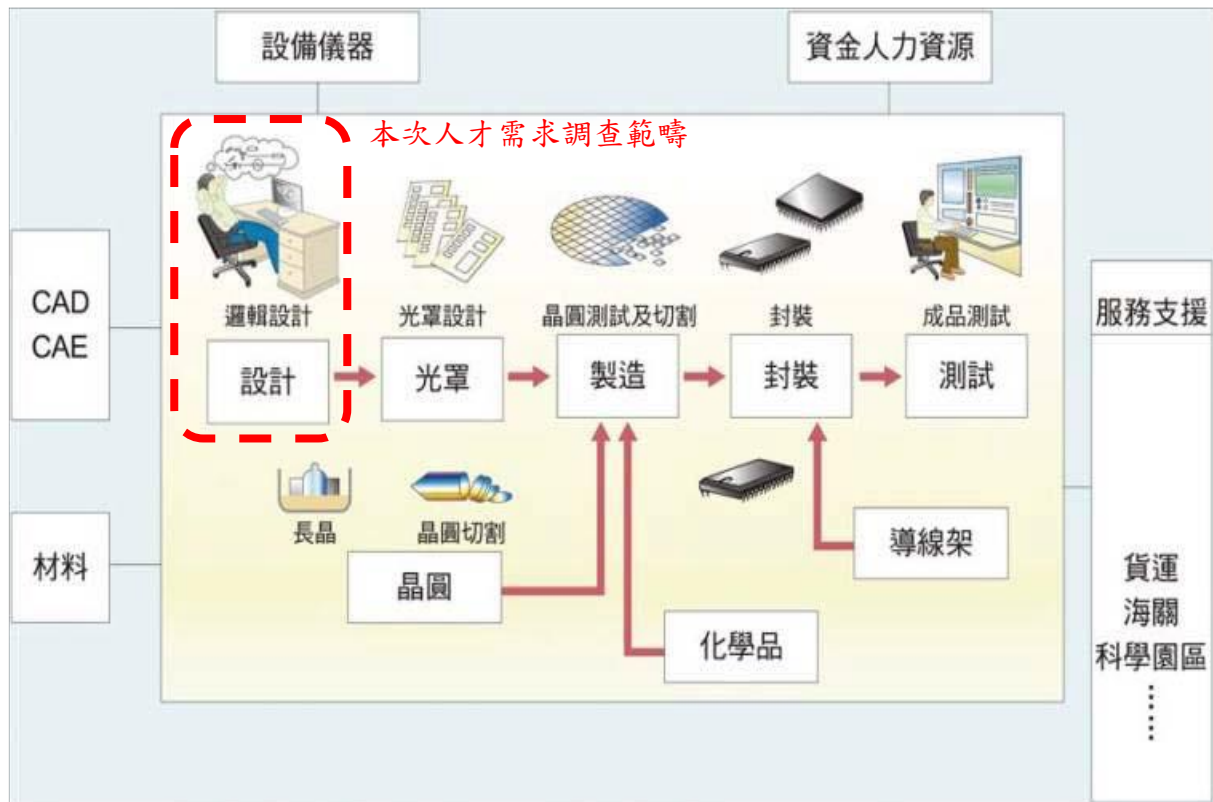 設備儀器
資金人力資源
本次人才需求調查範疇
CAD
CAE
邏輯設計
光罩設計
晶圓測試及切割
封裝
成品測試
服務支援
設計
光罩
製造
封裝
測試
長晶
晶圓切割
材料
晶圓
導線架
化學品
貨運
海關
科學園區
……